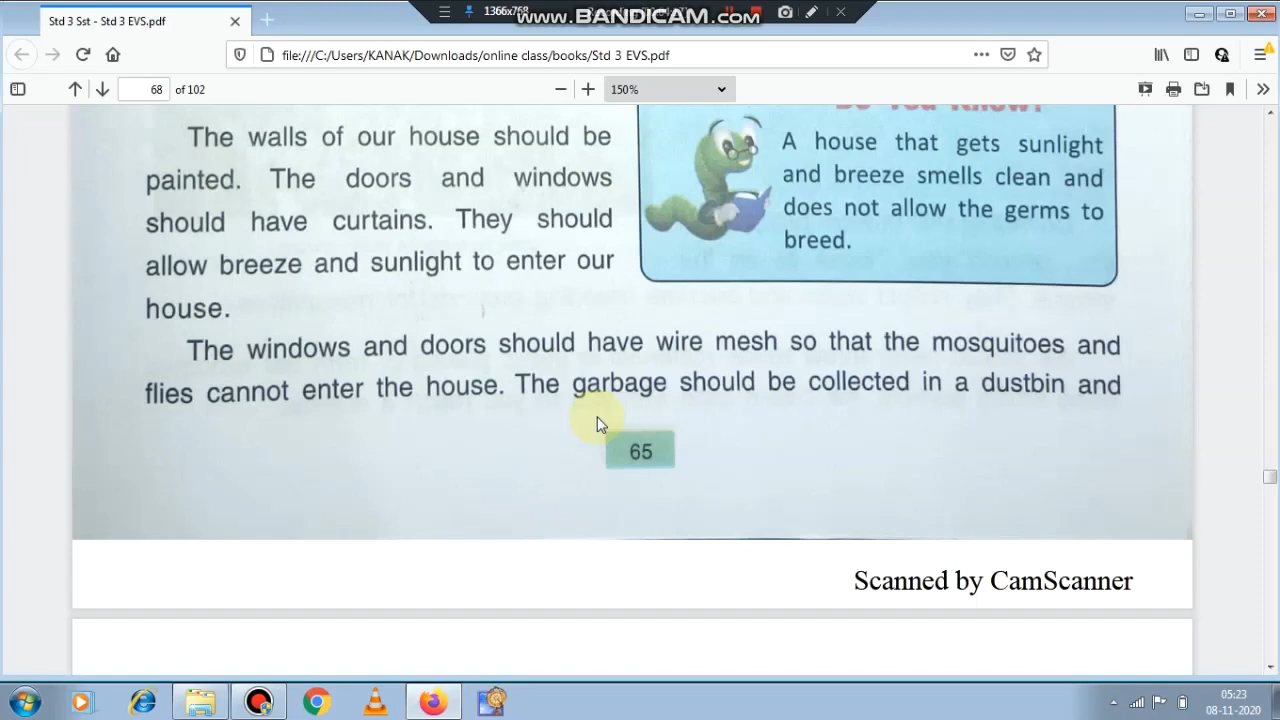 1366x768
www.BANDICAM.com
Std 3 Sst - Std 3 EVS.pdf
file:///C:/Users/KANAK/Downloads/online class/books/Std 3 EVS.pdf
68 of 102
150%
The walls of our house should be
painted. The doors and windows
should have curtains. They should
allow breeze and sunlight to enter our
house.
Do You Know?
A house that gets sunlight
and breeze smells clean and
does not allow the germs to
breed.
The windows and doors should have wire mesh so that the mosquitoes and
flies cannot enter the house. The garbage should be collected in a dustbin and
65
Scanned by CamScanner
05:23
08-11-2020